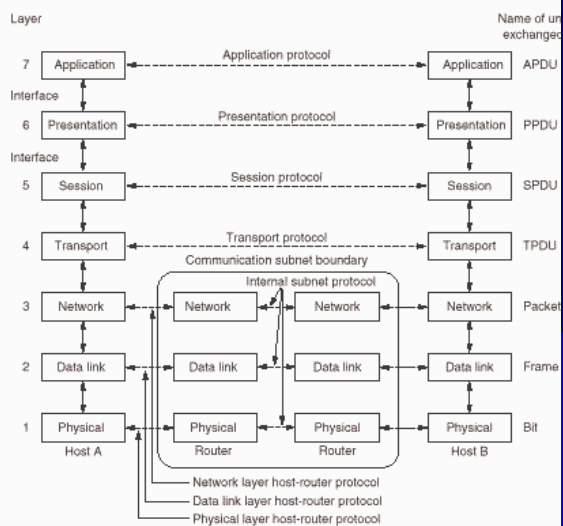 Layer
Name of un
exchanged
Application protocol
7 Application Application APDU
Interface
Presentation protocol
6 Presentation Presentation PPDU
Interface
Session protocol
5 Session Session SPDU
Transport protocol
4 Transport Transport TPDU
Communication subnet boundary
Internal subnet protocol
3 Network Network Network Network Packet
2 Data link Data link Data link Data link Frame
1 Physical Physical Physical Physical Bit
Host A Router Router Host B
Network layer host-router protocol
Data link layer host-router protocol
Physical layer host-router protocol